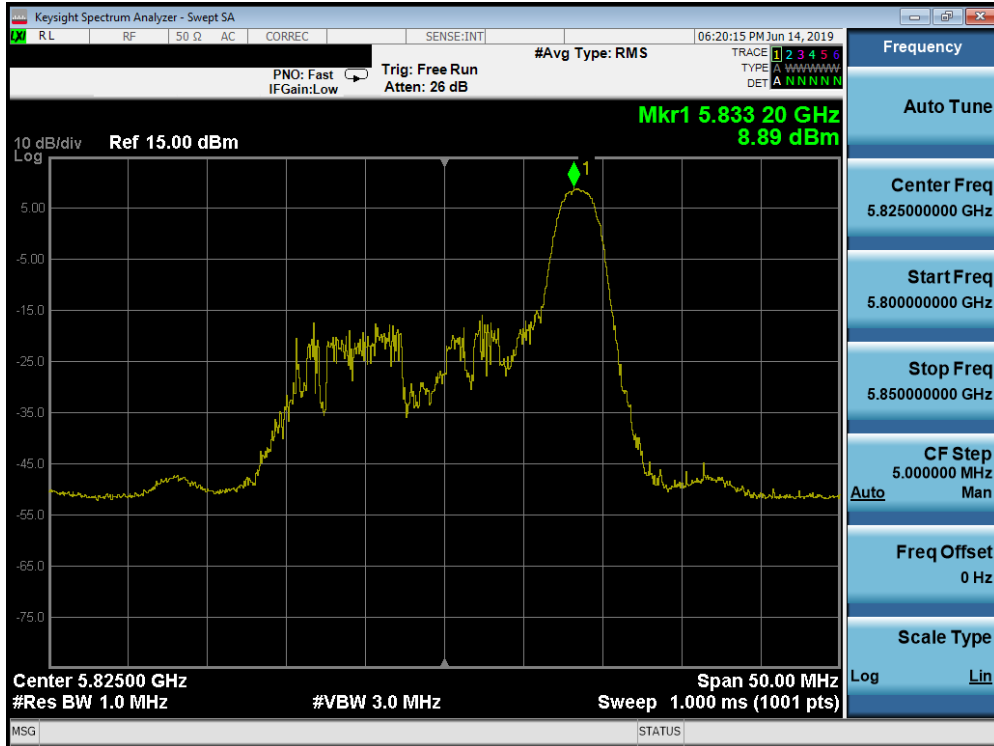 Keysight Spectrum Analyzer - Swept SA
LXI RL RF 50 Ω AC CORREC SENSE:INT 06:20:15 PM Jun 14, 2019
#Avg Type: RMS
TRACE 1 2 3 4 5 6
TYPE A WWWWW
DET A N N N N N
PNO: Fast
IFGain:Low
Trig: Free Run
Atten: 26 dB
Mkr1 5.833 20 GHz
8.89 dBm
10 dB/div Ref 15.00 dBm
Log
1
5.00
-5.00
-15.0
-25.0
-35.0
-45.0
-55.0
-65.0
-75.0
Center 5.82500 GHz Span 50.00 MHz
#Res BW 1.0 MHz #VBW 3.0 MHz Sweep 1.000 ms (1001 pts)
MSG STATUS
Frequency
Auto Tune
Center Freq
5.825000000 GHz
Start Freq
5.800000000 GHz
Stop Freq
5.850000000 GHz
CF Step
5.000000 MHz
Auto Man
Freq Offset
0 Hz
Scale Type
Log Lin